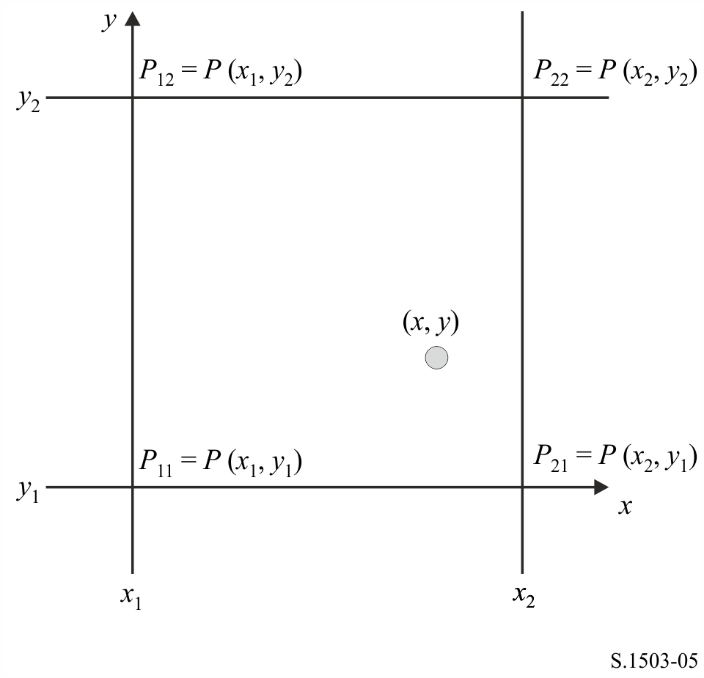 y
P₁₂ = P (x₁, y₂) P₂₂ = P (x₂, y₂)
y₂
(x, y)
P₁₁ = P (x₁, y₁) P₂₁ = P (x₂, y₁)
y₁
x
x₁ x₂
S.1503-05